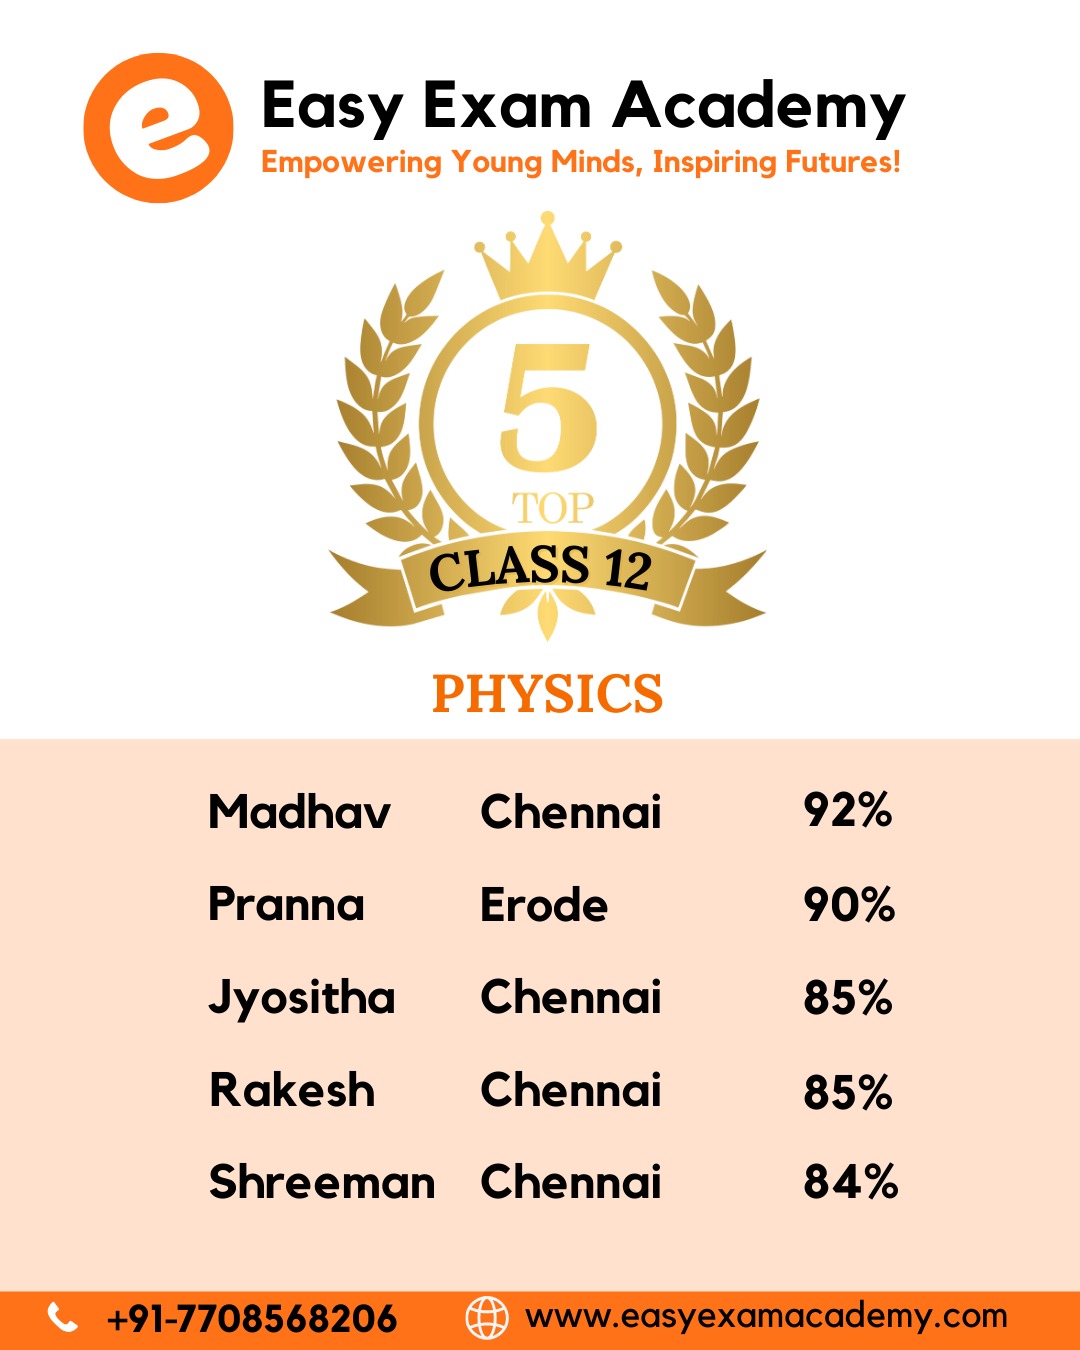 e
Easy Exam Academy
Empowering Young Minds, Inspiring Futures!
5
TOP
CLASS 12
PHYSICS
Madhav Chennai 92%
Pranna Erode 90%
Jyositha Chennai 85%
Rakesh Chennai 85%
Shreeman Chennai 84%
+91-7708568206 www.easyexamacademy.com